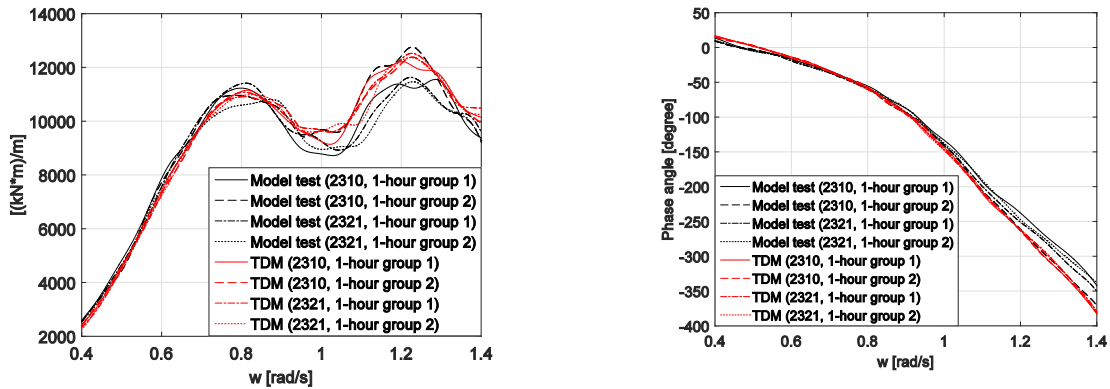 14000
12000
10000
8000
6000
4000
2000
[(kN*m)/m]
Model test (2310, 1-hour group 1)
Model test (2310, 1-hour group 2)
Model test (2321, 1-hour group 1)
Model test (2321, 1-hour group 2)
TDM (2310, 1-hour group 1)
TDM (2310, 1-hour group 2)
TDM (2321, 1-hour group 1)
TDM (2321, 1-hour group 2)
0.4 0.6 0.8 1 1.2 1.4
w [rad/s]
50
0
-50
-100
-150
-200
-250
-300
-350
-400
Phase angle [degree]
Model test (2310, 1-hour group 1)
Model test (2310, 1-hour group 2)
Model test (2321, 1-hour group 1)
Model test (2321, 1-hour group 2)
TDM (2310, 1-hour group 1)
TDM (2310, 1-hour group 2)
TDM (2321, 1-hour group 1)
TDM (2321, 1-hour group 2)
0.4 0.6 0.8 1 1.2 1.4
w [rad/s]